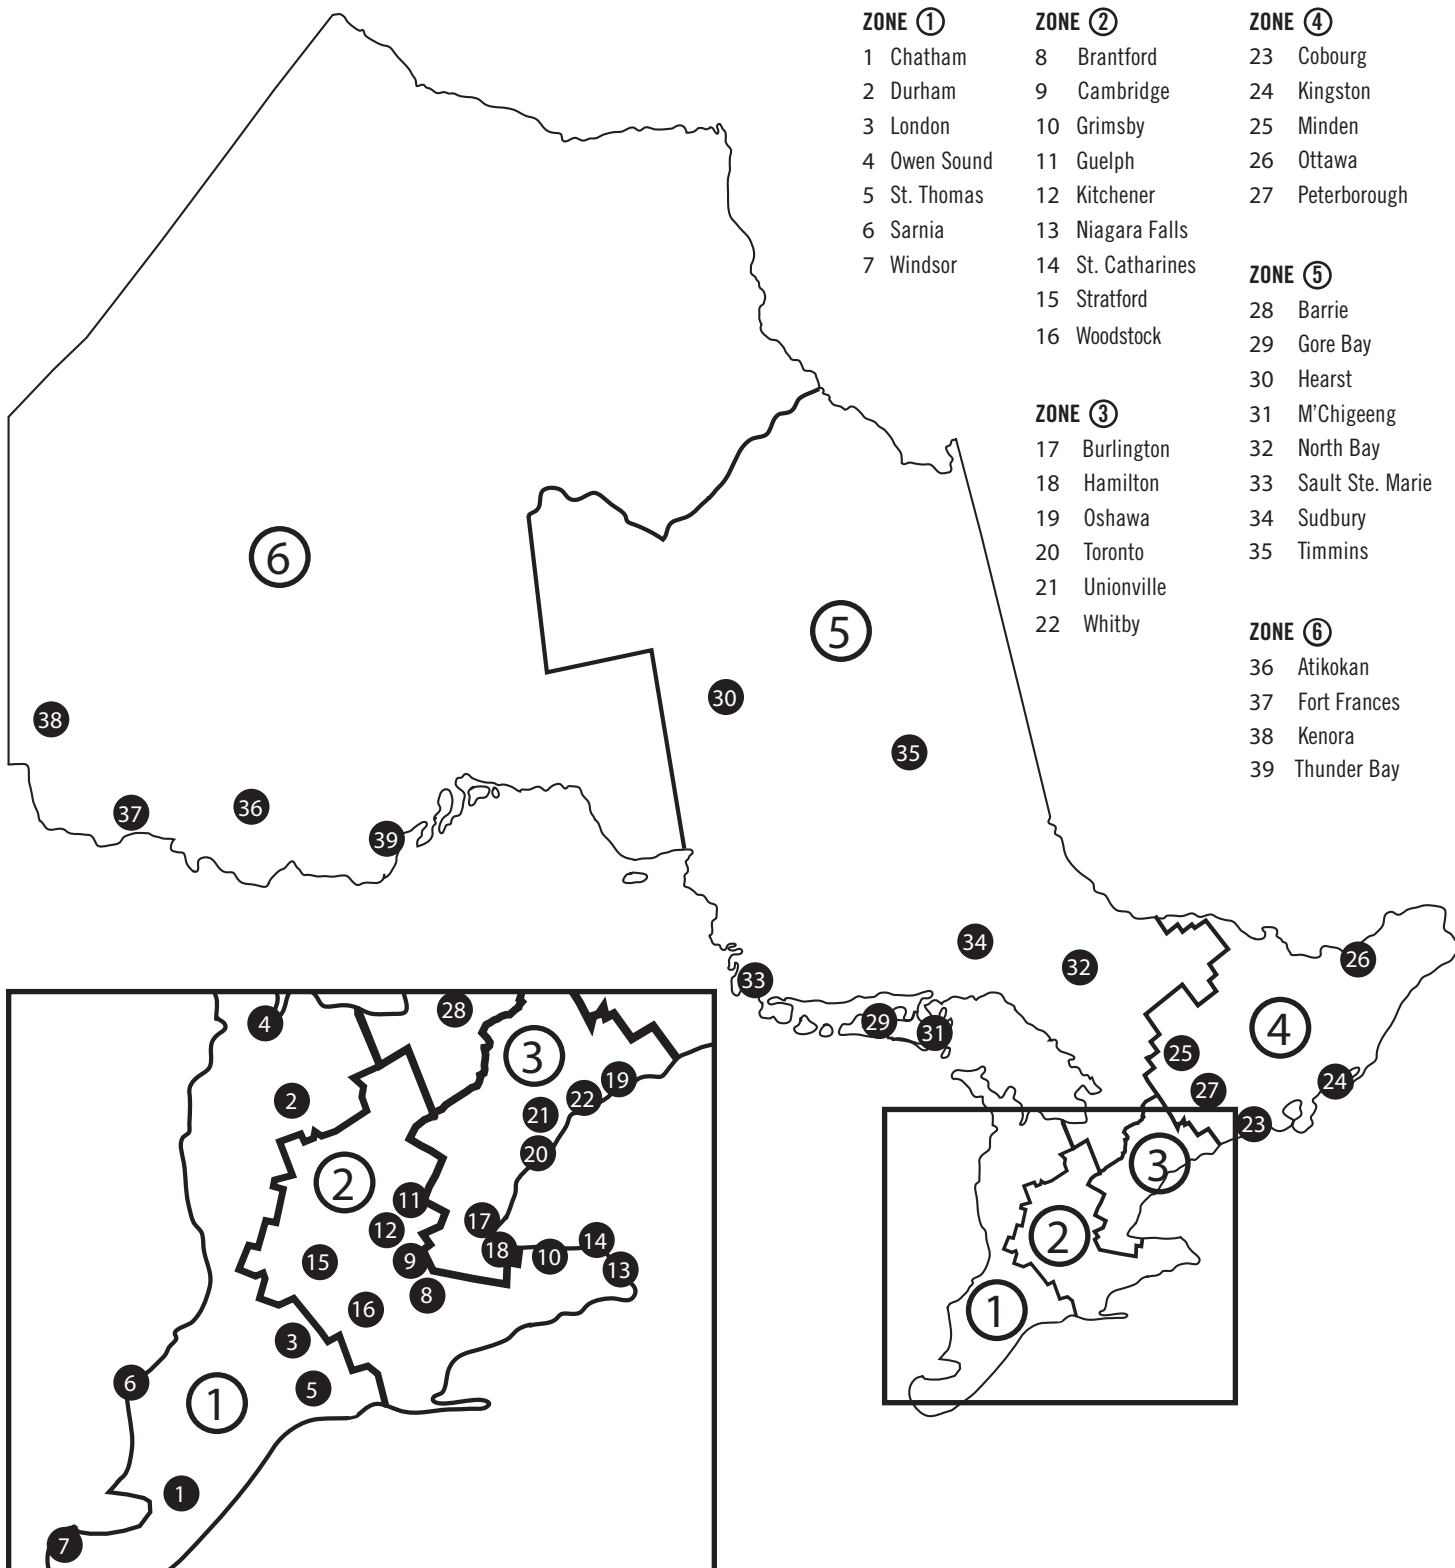 ZONE 1
1 Chatham
2 Durham
3 London
4 Owen Sound
5 St. Thomas
6 Sarnia
7 Windsor
ZONE 2
8 Brantford
9 Cambridge
10 Grimsby
11 Guelph
12 Kitchener
13 Niagara Falls
14 St. Catharines
15 Stratford
16 Woodstock
ZONE 3
17 Burlington
18 Hamilton
19 Oshawa
20 Toronto
21 Unionville
22 Whitby
ZONE 4
23 Cobourg
24 Kingston
25 Minden
26 Ottawa
27 Peterborough
ZONE 5
28 Barrie
29 Gore Bay
30 Hearst
31 M'Chigeeng
32 North Bay
33 Sault Ste. Marie
34 Sudbury
35 Timmins
ZONE 6
36 Atikokan
37 Fort Frances
38 Kenora
39 Thunder Bay
6
5
30
38
35
37
36
39
34
26
32
33
29
31
4
25
24
27
23
3
2
1
28
4
3
19
2
22
21
20
2
11
17
12
14
18
10
9
15
13
8
16
3
6
5
1
1
7